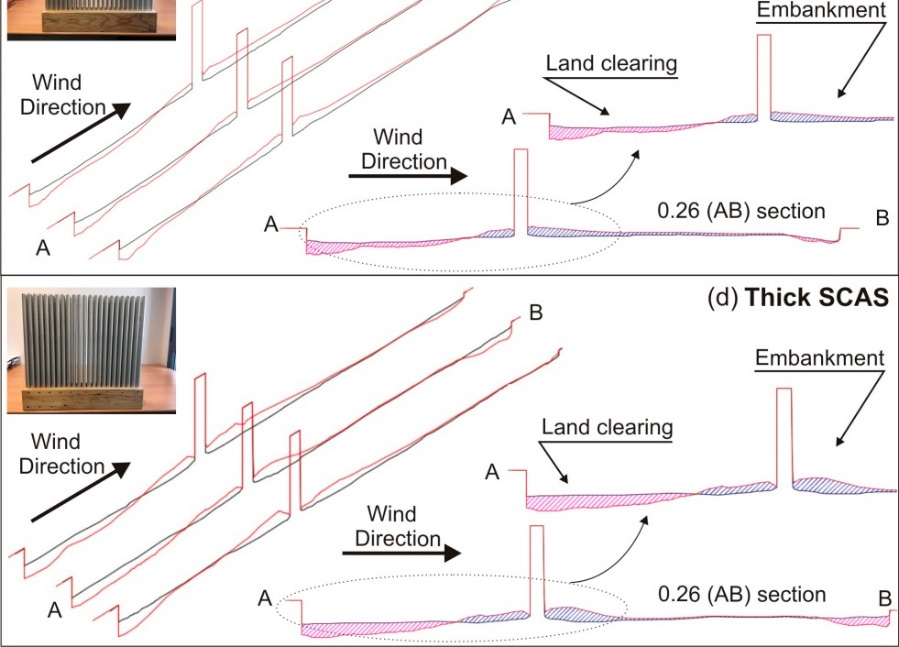 Embankment
Land clearing
Wind
Direction
A
Wind
Direction
A
0.26 (AB) section
B
A
(d) Thick SCAS
B
Embankment
Land clearing
Wind
Direction
A
Wind
Direction
A
0.26 (AB) section
B
A